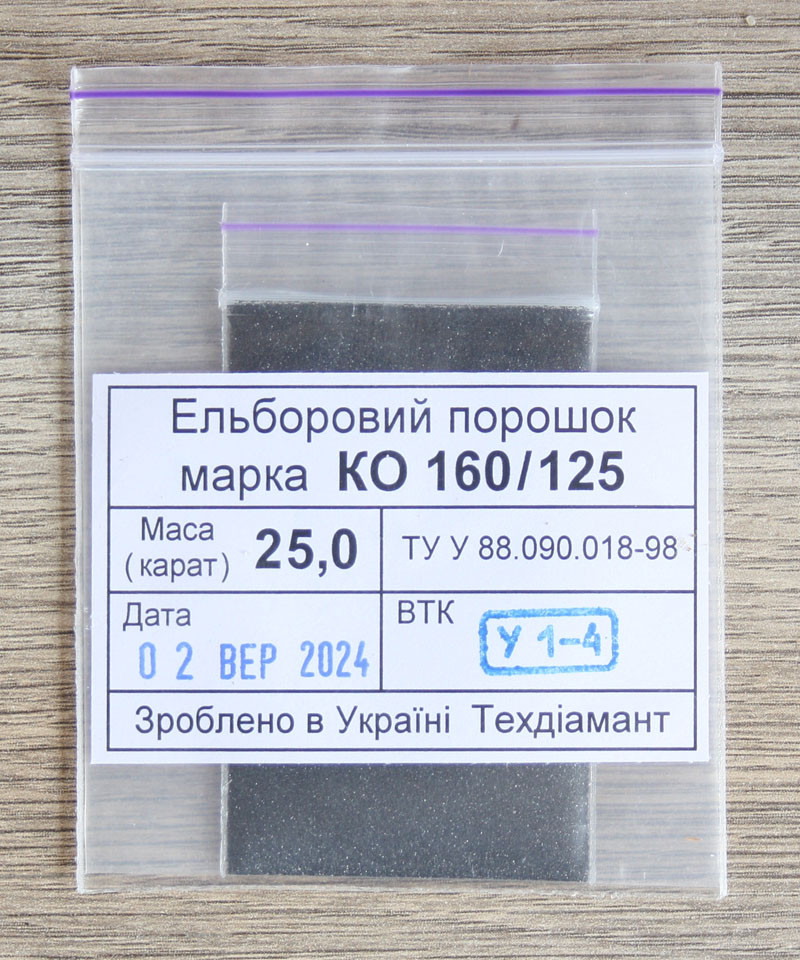 Ельборовий порошок
марка КО 160/125
Маса
(карат) 25,0
ТУ У 88.090.018-98
Дата
02 ВЕР 2024
ВТК
У 1-4
Зроблено в Україні Техдіамант